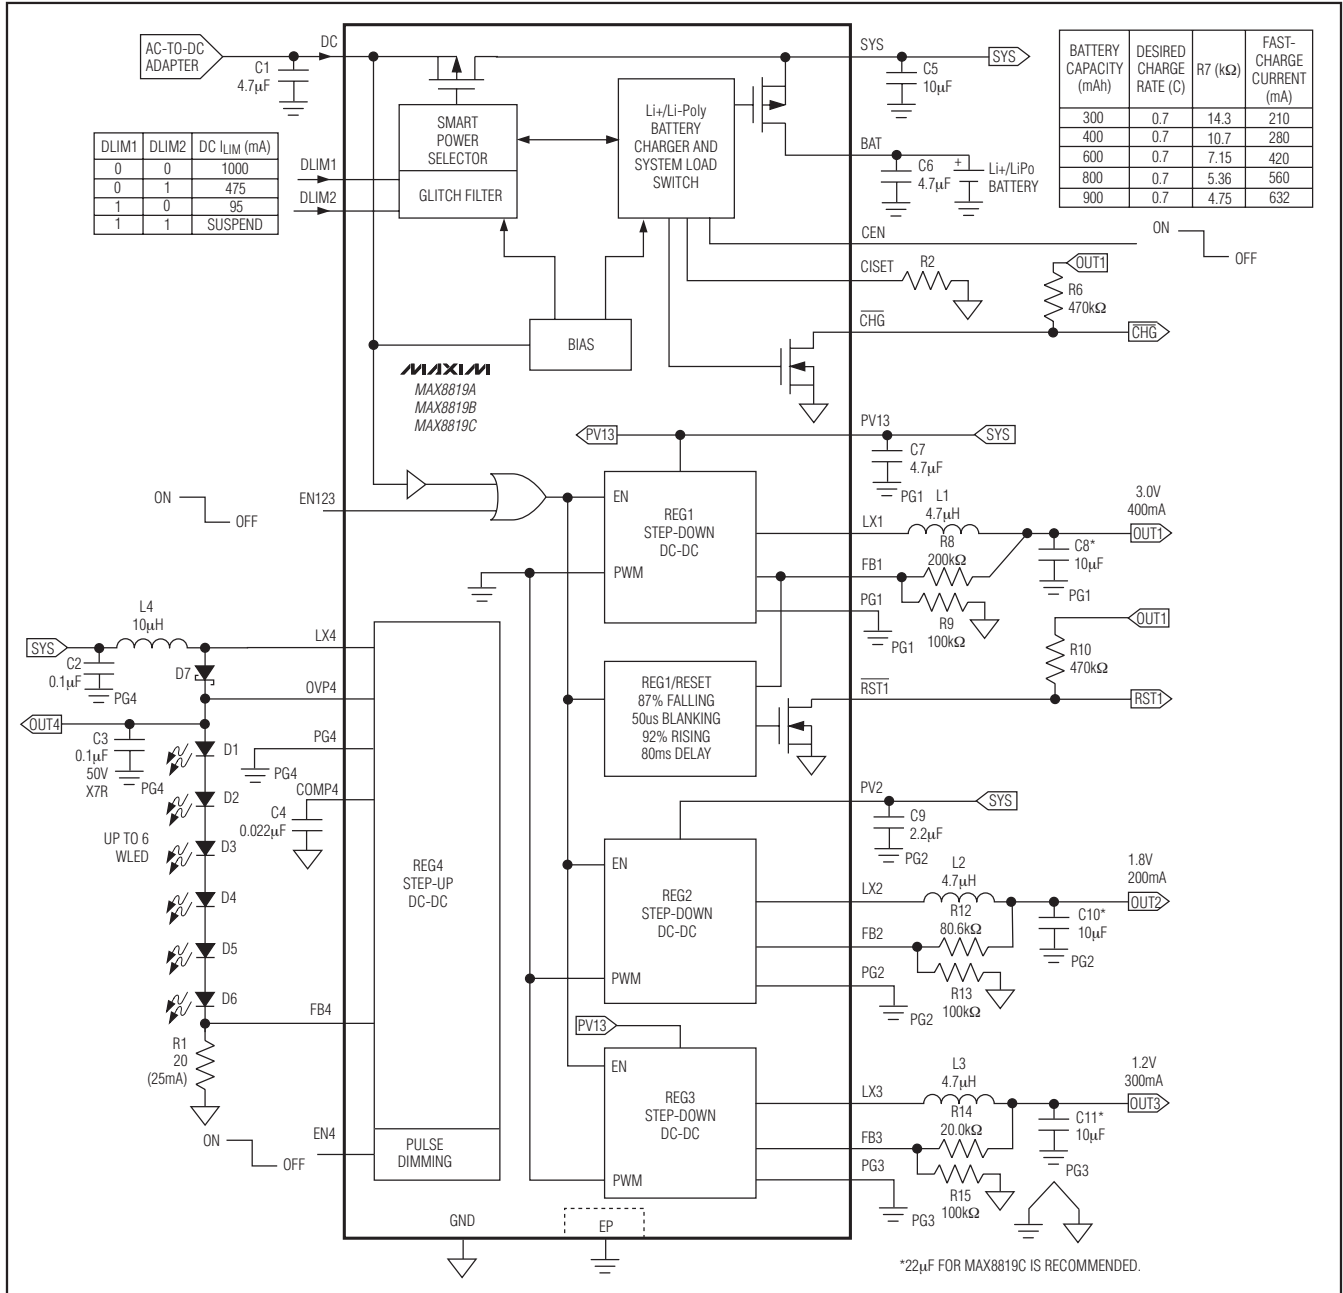 AC-TO-DC
ADAPTER
C1
4.7µF
DC
SYS
C5
10µF
SYS
BATTERY CAPACITY (mAh) DESIRED CHARGE RATE (C) R7 (kΩ) FAST-CHARGE CURRENT (mA)
300 0.7 14.3 210
400 0.7 10.7 280
600 0.7 7.15 420
800 0.7 5.36 560
900 0.7 4.75 632
DLIM1 DLIM2 DC ILIM (mA)
0 0 1000
0 1 475
1 0 95
1 1 SUSPEND
DLIM1
DLIM2
SMART
POWER
SELECTOR
GLITCH FILTER
Li+/Li-Poly
BATTERY
CHARGER AND
SYSTEM LOAD
SWITCH
BAT
C6
4.7µF
+
Li+/LiPo
BATTERY
CEN
ON
OFF
CISET
R2
OUT1
R6
470kΩ
CHG
CHG
BIAS
MAXIM
MAX8819A
MAX8819B
MAX8819C
PV13
PV13
SYS
C7
4.7µF
PG1
ON
OFF
EN123
EN
REG1
STEP-DOWN
DC-DC
PWM
LX1
L1
4.7µH
R8
200kΩ
FB1
3.0V
400mA
OUT1
C8*
10µF
PG1
PG1
PG1
R9
100kΩ
OUT1
R10
470kΩ
RST1
RST1
REG1/RESET
87% FALLING
50us BLANKING
92% RISING
80ms DELAY
L4
10µH
SYS
C2
0.1µF
PG4
LX4
D7
OVP4
OUT4
C3
0.1µF
50V
X7R
PG4
PG4
PG4
COMP4
C4
0.022µF
D1
D2
D3
D4
D5
D6
UP TO 6
WLED
FB4
R1
20
(25mA)
REG4
STEP-UP
DC-DC
PULSE
DIMMING
ON
OFF
EN4
PV2
SYS
C9
2.2µF
PG2
EN
REG2
STEP-DOWN
DC-DC
PWM
LX2
L2
4.7µH
R12
80.6kΩ
FB2
1.8V
200mA
OUT2
C10*
10µF
PG2
PG2
PG2
R13
100kΩ
PV13
EN
REG3
STEP-DOWN
DC-DC
PWM
LX3
L3
4.7µH
R14
20.0kΩ
FB3
1.2V
300mA
OUT3
C11*
10µF
PG3
PG3
PG3
R15
100kΩ
GND
EP
*22µF FOR MAX8819C IS RECOMMENDED.